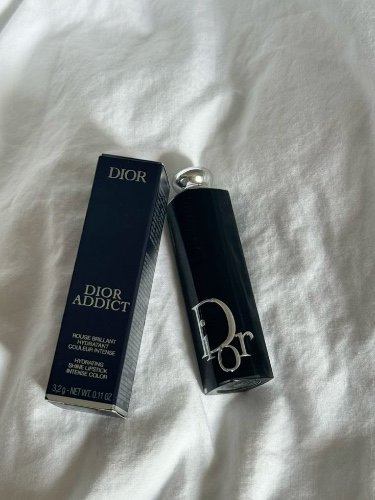 DIOR
DIOR
ADDICT
ROUGE BRILLANT
HYDRATANT
COULEUR INTENSE
HYDRATING
SHINE LIPSTICK
INTENSE COLOR
3,2 g - NET WT. 0.11 OZ
Dior